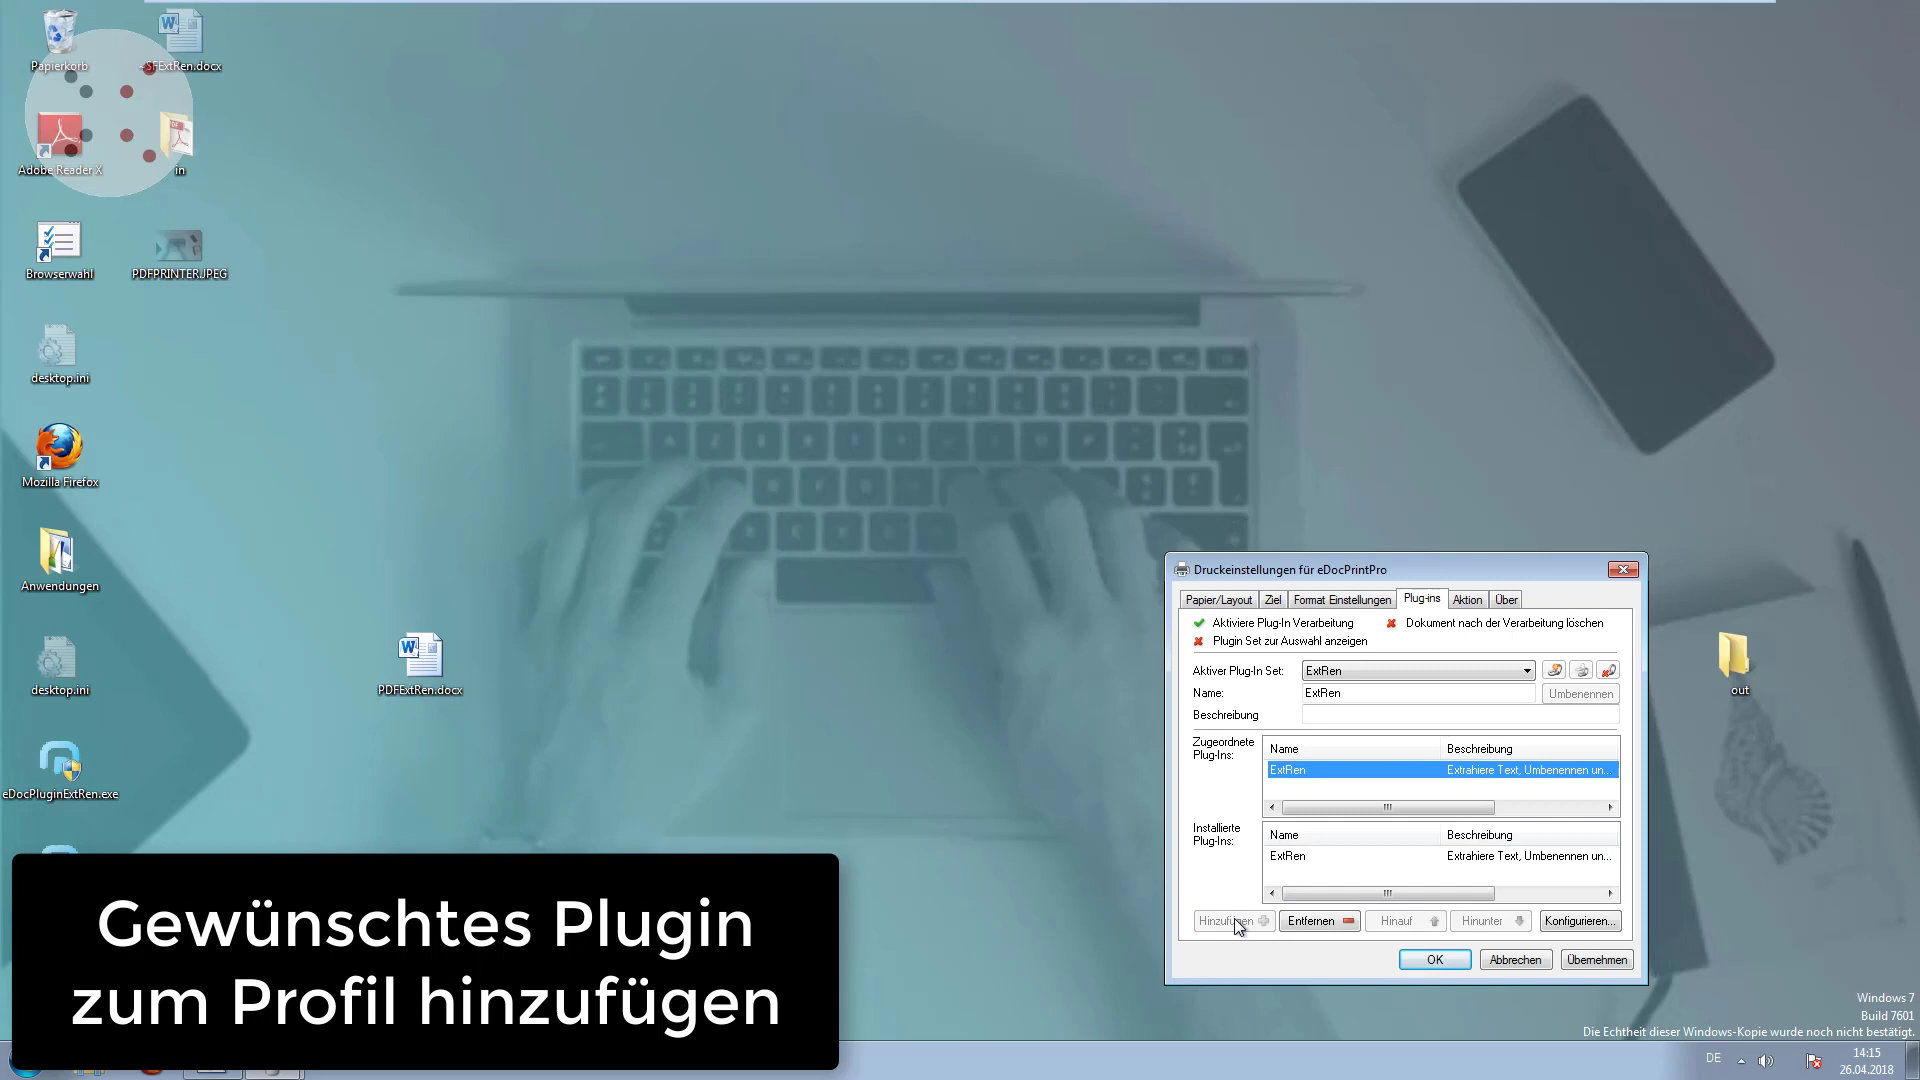 Papierkorb
~$FExtRen.docx
Adobe Reader X
in
Browserwahl
PDFPRINTER.JPEG
desktop.ini
Mozilla Firefox
Anwendungen
desktop.ini
PDFExtRen.docx
out
eDocPluginExtRen.exe
Druckeinstellungen für eDocPrintPro
Papier/Layout Ziel Format Einstellungen Plug-ins Aktion Über
Aktiviere Plug-In Verarbeitung Dokument nach der Verarbeitung löschen
Plugin Set zur Auswahl anzeigen
Aktiver Plug-In Set: ExtRen
Name: ExtRen Umbenennen
Beschreibung
Zugeordnete Plug-Ins:
Name Beschreibung
ExtRen Extrahiere Text, Umbenennen un...
Installierte Plug-Ins:
Name Beschreibung
ExtRen Extrahiere Text, Umbenennen un...
Hinzufügen Entfernen Hinauf Hinunter Konfigurieren...
OK Abbrechen Übernehmen
Gewünschtes Plugin
zum Profil hinzufügen
Windows 7
Build 7601
Die Echtheit dieser Windows-Kopie wurde noch nicht bestätigt.
DE
14:15
26.04.2018